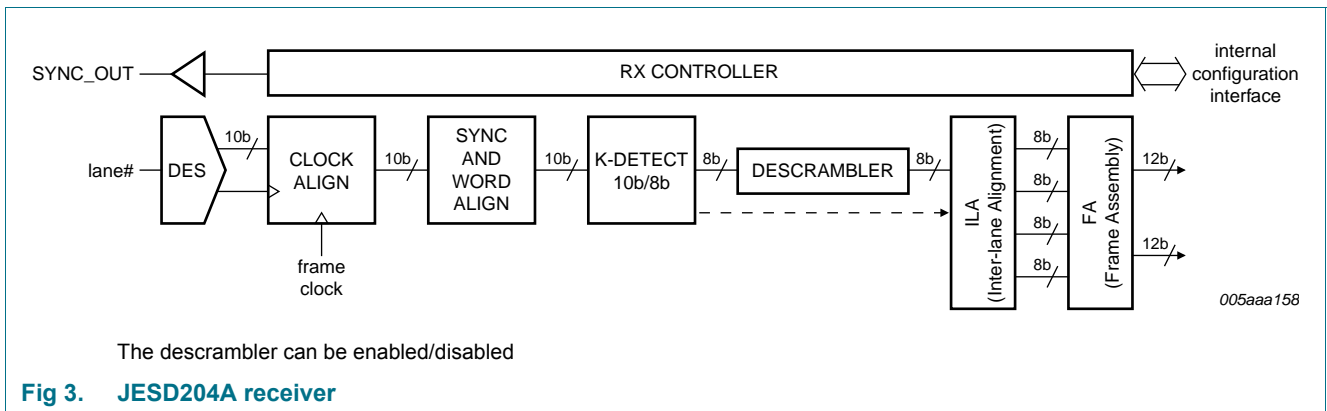 SYNC_OUT
RX CONTROLLER
internal
configuration
interface
lane#
DES
10b
CLOCK
ALIGN
frame
clock
10b
SYNC
AND
WORD
ALIGN
10b
K-DETECT
10b/8b
8b
DESCRAMBLER
8b
ILA
(Inter-lane Alignment)
8b
8b
8b
8b
FA
(Frame Assembly)
12b
12b
005aaa158
The descrambler can be enabled/disabled
Fig 3. JESD204A receiver